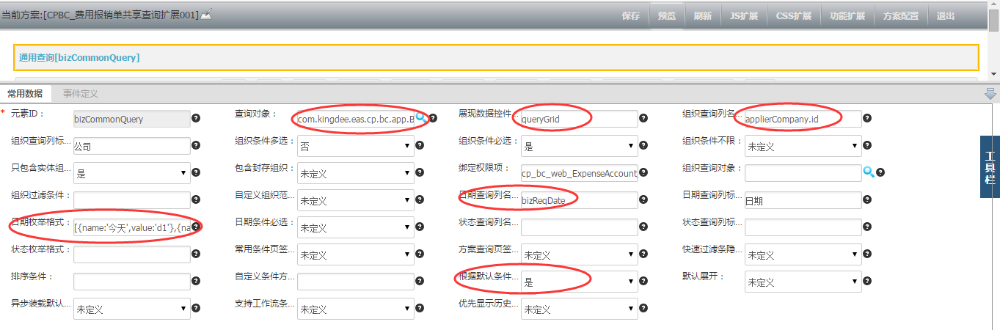 当前方案:[CPBC_费用报销单共享查询扩展001]
保存 预览 刷新 JS扩展 CSS扩展 功能扩展 方案配置 退出
通用查询[bizCommonQuery]
常用数据 事件定义
* 元素ID： bizCommonQuery ? 查询对象： com.kingdee.eas.cp.bc.app.B ? 展现数据控件... queryGrid ? 组织查询列名... applierCompany.id ?
组织查询列标... 公司 ? 组织条件多选： 否 ? 组织条件必选： 是 ? 组织条件不限： 未定义 ?
只包含实体组... 是 ? 包含封存组织： 未定义 ? 绑定权限项： cp_bc_web_ExpenseAccount ? 组织查询对象： ?
组织过滤条件： ? 自定义组织范... 未定义 ? 日期查询列名... bizReqDate ? 日期查询列标... 日期 ?
日期枚举格式： [{name:'今天',value:'d1'},{na ? 日期条件必选： 未定义 ? 状态查询列名... ? 状态查询列标... ?
状态枚举格式： ? 常用条件页签... 未定义 ? 方案查询页签... 未定义 ? 快速过滤条隐... 未定义 ?
排序条件： ? 自定义条件方... ? 根据默认条件... 是 ? 默认展开： 未定义 ?
异步装载默认... 未定义 ? 支持工作流条... 未定义 ? 优先显示历史... 未定义 ?
工具栏